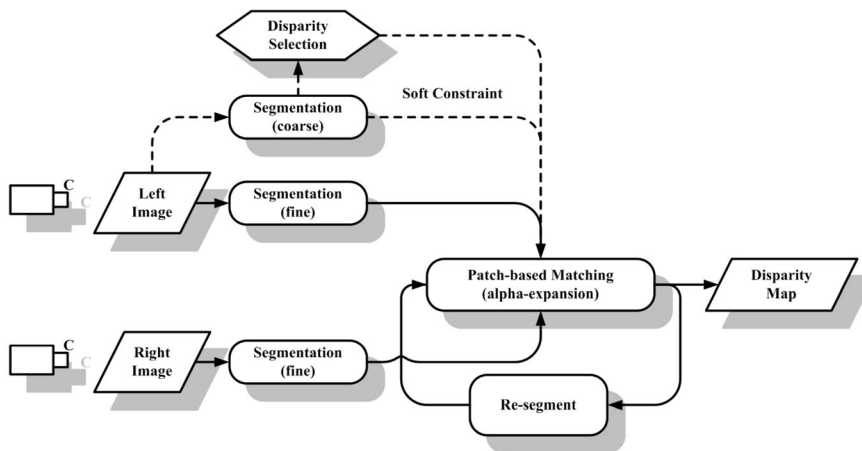 Disparity
Selection
Segmentation
(coarse)
Soft Constraint
C
C
Left
Image
Segmentation
(fine)
Patch-based Matching
(alpha-expansion)
Disparity
Map
C
C
Right
Image
Segmentation
(fine)
Re-segment